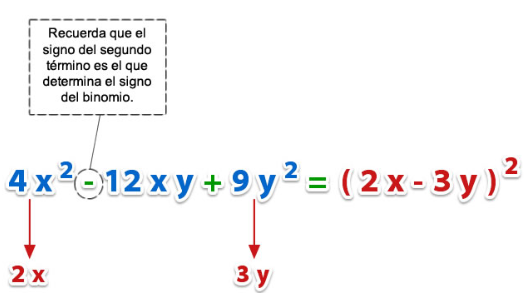 Recuerda que el
signo del segundo
término es el que
determina el signo
del binomio.
4x² - 12xy + 9y² = (2x - 3y)²
2x 3y